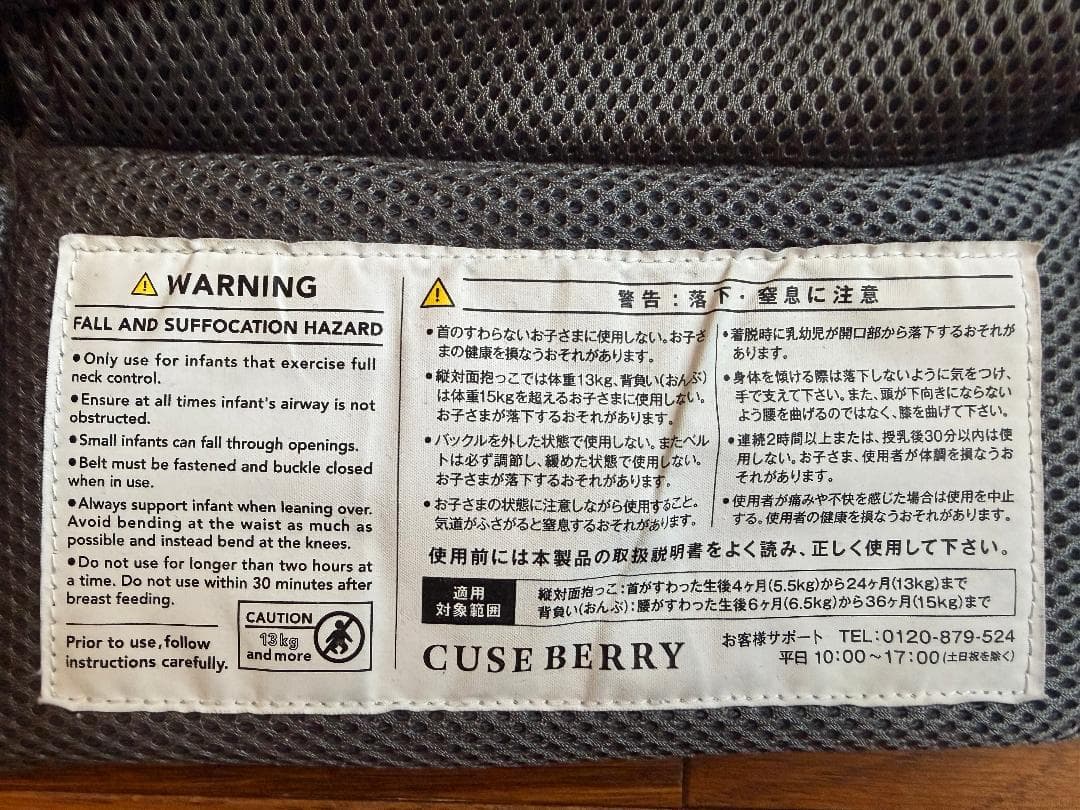 ⚠ WARNING
FALL AND SUFFOCATION HAZARD
●Only use for infants that exercise full
neck control.
●Ensure at all times infant's airway is not
obstructed.
●Small infants can fall through openings.
●Belt must be fastened and buckle closed
when in use.
●Always support infant when leaning over.
Avoid bending at the waist as much as
possible and instead bend at the knees.
●Do not use for longer than two hours at
a time. Do not use within 30 minutes after
breast feeding.
Prior to use,follow
instructions carefully.
CAUTION
13kg
and more
⚠ 警告：落下・窒息に注意
●首のすわらないお子さまに使用しない。お子さ
まの健康を損なうおそれがあります。
●縦対面抱っこでは体重13kg、背負い(おんぶ)
は体重15kgを超えるお子さまに使用しない。
お子さまが落下するおそれがあります。
●バックルを外した状態で使用しない。またベル
トは必ず調節し、緩めた状態で使用しない。
お子さまが落下するおそれがあります。
●お子さまの状態に注意しながら使用すること。
気道がふさがると窒息するおそれがあります。
●着脱時に乳幼児が開口部から落下するおそれが
あります。
●身体を傾ける際は落下しないように気をつけ、
手で支えて下さい。また、頭が下向きにならない
よう腰を曲げるのではなく、膝を曲げて下さい。
●連続2時間以上または、授乳後30分以内は使
用しない。お子さま、使用者が体調を損なうお
それがあります。
●使用者が痛みや不快を感じた場合は使用を中止
する。使用者の健康を損なうおそれがあります。
使用前には本製品の取扱説明書をよく読み、正しく使用して下さい。
適用
対象範囲
縦対面抱っこ：首がすわった生後4ヶ月(5.5kg)から24ヶ月(13kg)まで
背負い(おんぶ)：腰がすわった生後6ヶ月(6.5kg)から36ヶ月(15kg)まで
CUSE BERRY
お客様サポート TEL：0120-879-524
平日 10:00～17:00(土日祝を除く)